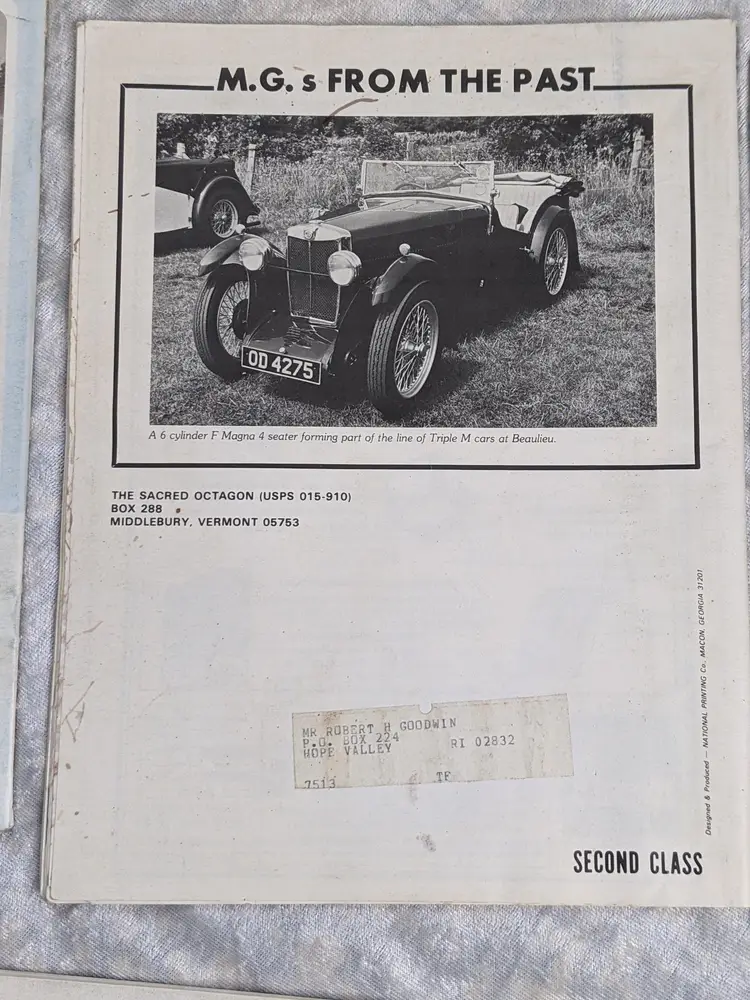 M.G. s FROM THE PAST
OD 4275
A 6 cylinder F Magna 4 seater forming part of the line of Triple M cars at Beaulieu.
THE SACRED OCTAGON (USPS 015-910)
BOX 288
MIDDLEBURY, VERMONT 05753
Designed & Produced — NATIONAL PRINTING Co., MACON, GEORGIA 31201
MR ROBERT H GOODWIN
P.O. BOX 224
HOPE VALLEY RI 02832
7513 TF
SECOND CLASS